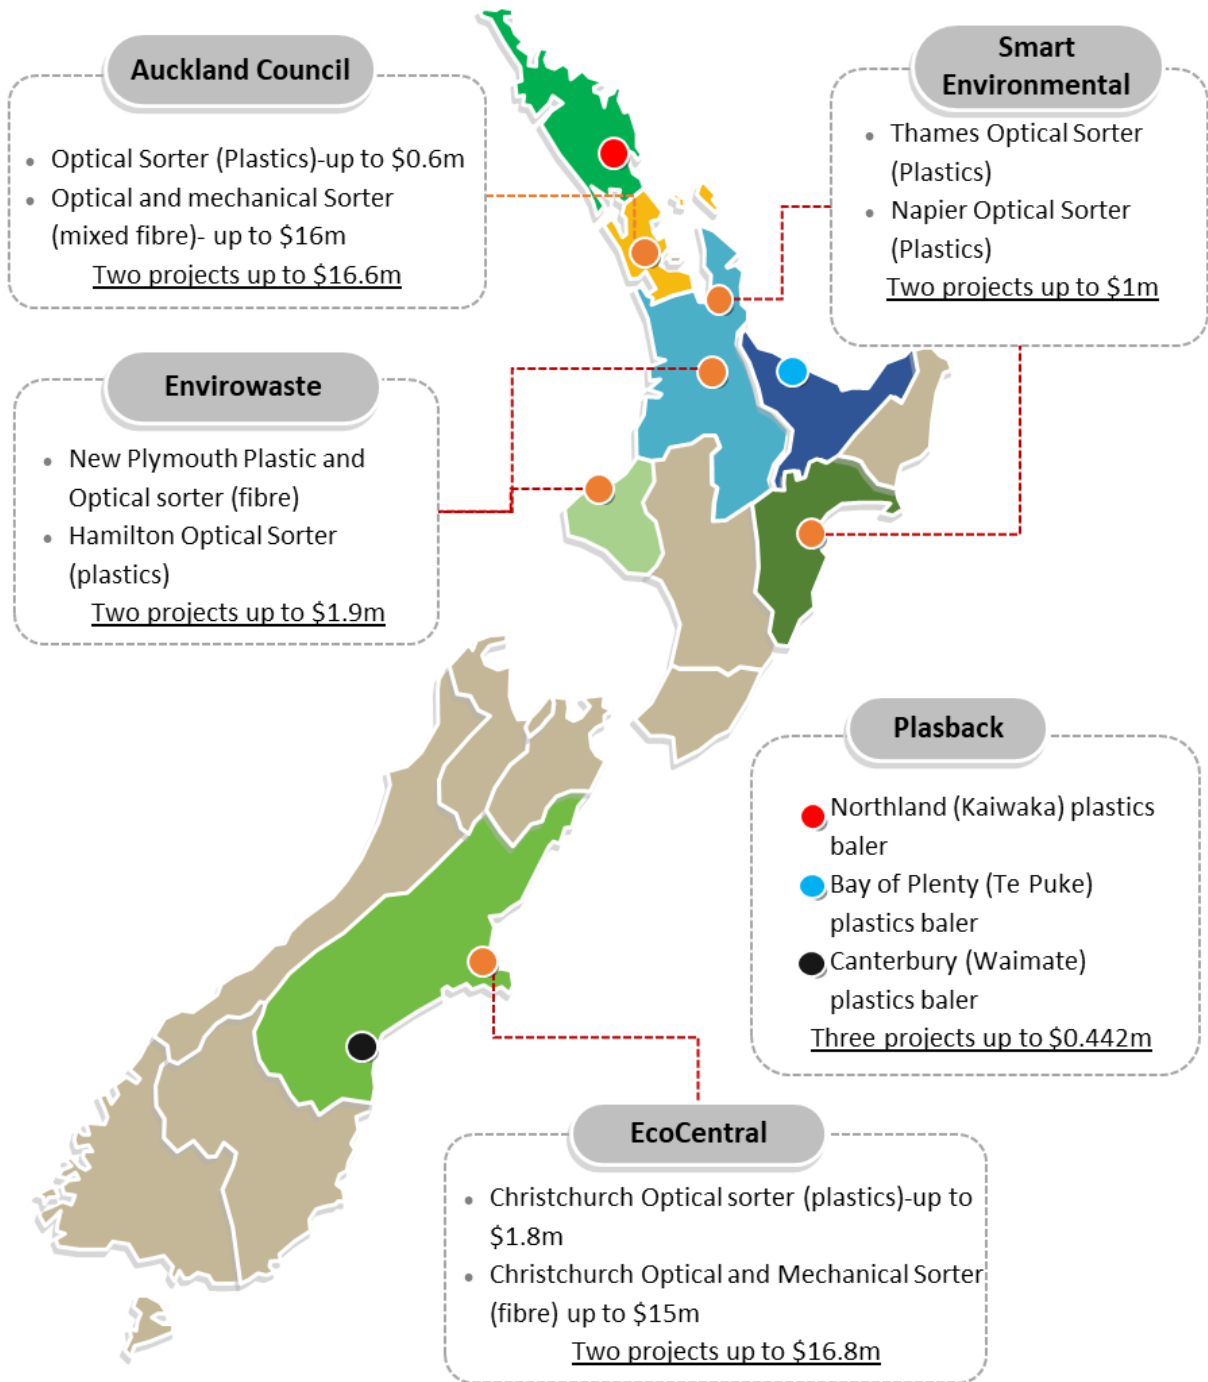 Auckland Council
• Optical Sorter (Plastics)-up to $0.6m
• Optical and mechanical Sorter
(mixed fibre)- up to $16m
Two projects up to $16.6m
Smart
Environmental
• Thames Optical Sorter
(Plastics)
• Napier Optical Sorter
(Plastics)
Two projects up to $1m
Envirowaste
• New Plymouth Plastic and
Optical sorter (fibre)
• Hamilton Optical Sorter
(plastics)
Two projects up to $1.9m
Plasback
Northland (Kaiwaka) plastics
baler
Bay of Plenty (Te Puke)
plastics baler
Canterbury (Waimate)
plastics baler
Three projects up to $0.442m
EcoCentral
• Christchurch Optical sorter (plastics)-up to
$1.8m
• Christchurch Optical and Mechanical Sorter
(fibre) up to $15m
Two projects up to $16.8m